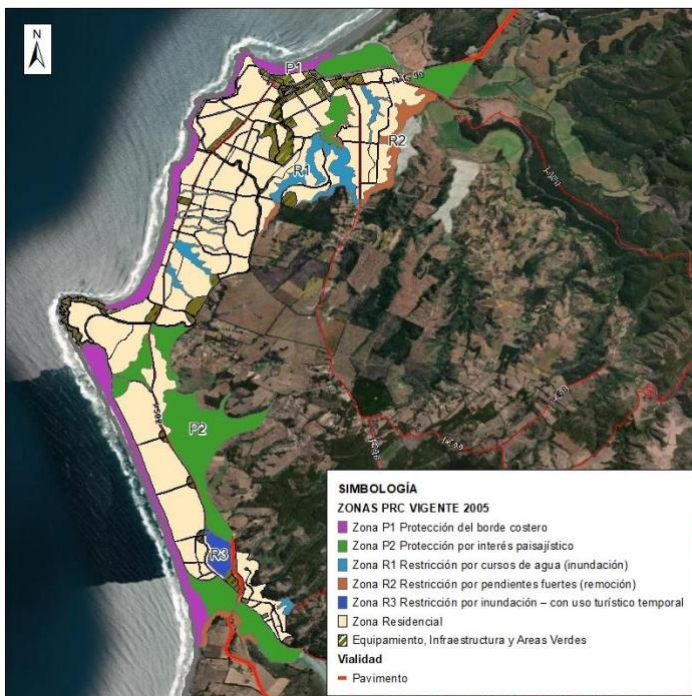 N
P1
R2
R1
P2
R3
SIMBOLOGÍA
ZONAS PRC VIGENTE 2005
Zona P1 Protección del borde costero
Zona P2 Protección por interés paisajístico
Zona R1 Restricción por cursos de agua (inundación)
Zona R2 Restricción por pendientes fuertes (remoción)
Zona R3 Restricción por inundación – con uso turístico temporal
Zona Residencial
Equipamiento, Infraestructura y Areas Verdes
Vialidad
Pavimento